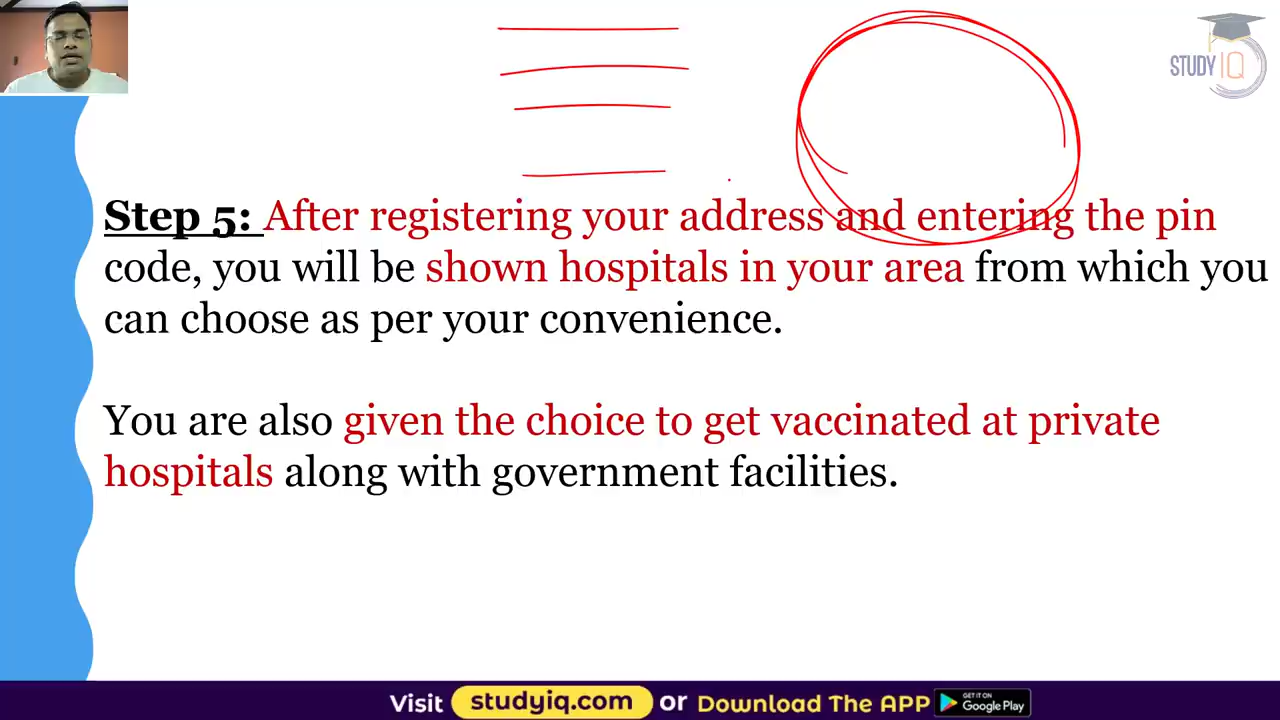 STUDY IQ
Step 5: After registering your address and entering the pin
code, you will be shown hospitals in your area from which you
can choose as per your convenience.
You are also given the choice to get vaccinated at private
hospitals along with government facilities.
Visit studyiq.com or Download The APP GET IT ON Google Play